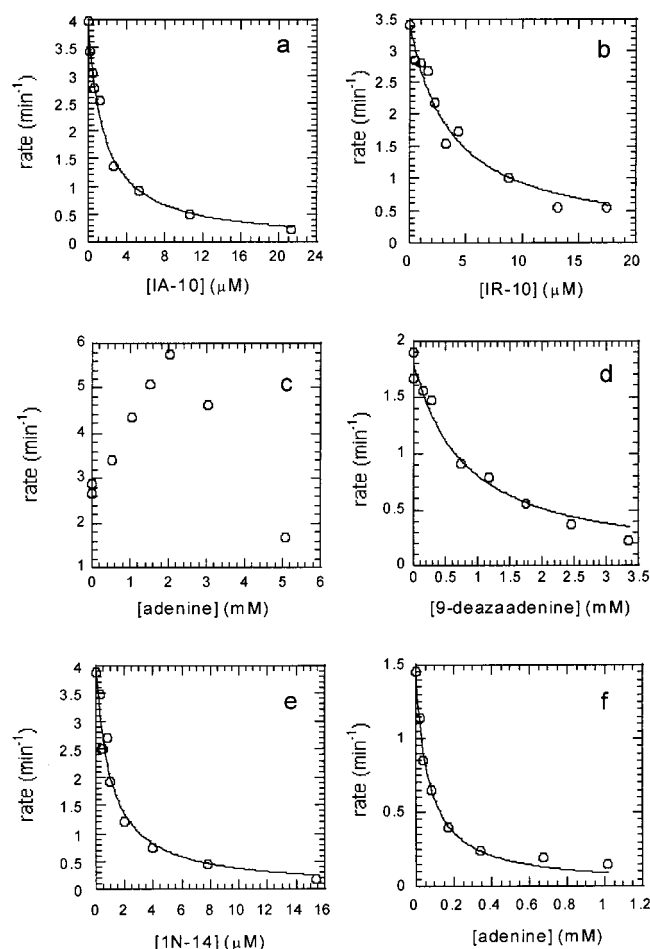 a
4
3.5
3
2.5
2
1.5
1
0.5
0
rate (min⁻¹)
0 4 8 12 16 20 24
[IA-10] (μM)
b
3.5
3
2.5
2
1.5
1
0.5
0
rate (min⁻¹)
0 5 10 15 20
[IR-10] (μM)
c
6
5
4
3
2
1
rate (min⁻¹)
0 1 2 3 4 5 6
[adenine] (mM)
d
2
1.5
1
0.5
0
rate (min⁻¹)
0 0.5 1 1.5 2 2.5 3 3.5
[9-deazaadenine] (mM)
e
4
3.5
3
2.5
2
1.5
1
0.5
0
rate (min⁻¹)
0 2 4 6 8 10 12 14 16
[1N-14] (μM)
f
1.5
1
0.5
0
rate (min⁻¹)
0 0.2 0.4 0.6 0.8 1 1.2
[adenine] (mM)